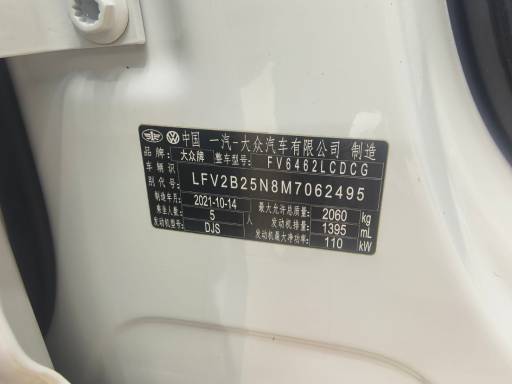 中国 一汽-大众汽车有限公司 制造
品牌: 大众牌 整车型号: FV6462LCDCG
车辆识别代号: LFV2B25N8M7062495
制造年月 2021-10-14 最大允许总质量 2060 kg
乘坐人数 5 人 发动机排量 1395 mL
发动机型号 DJS 发动机最大净功率 110 kW